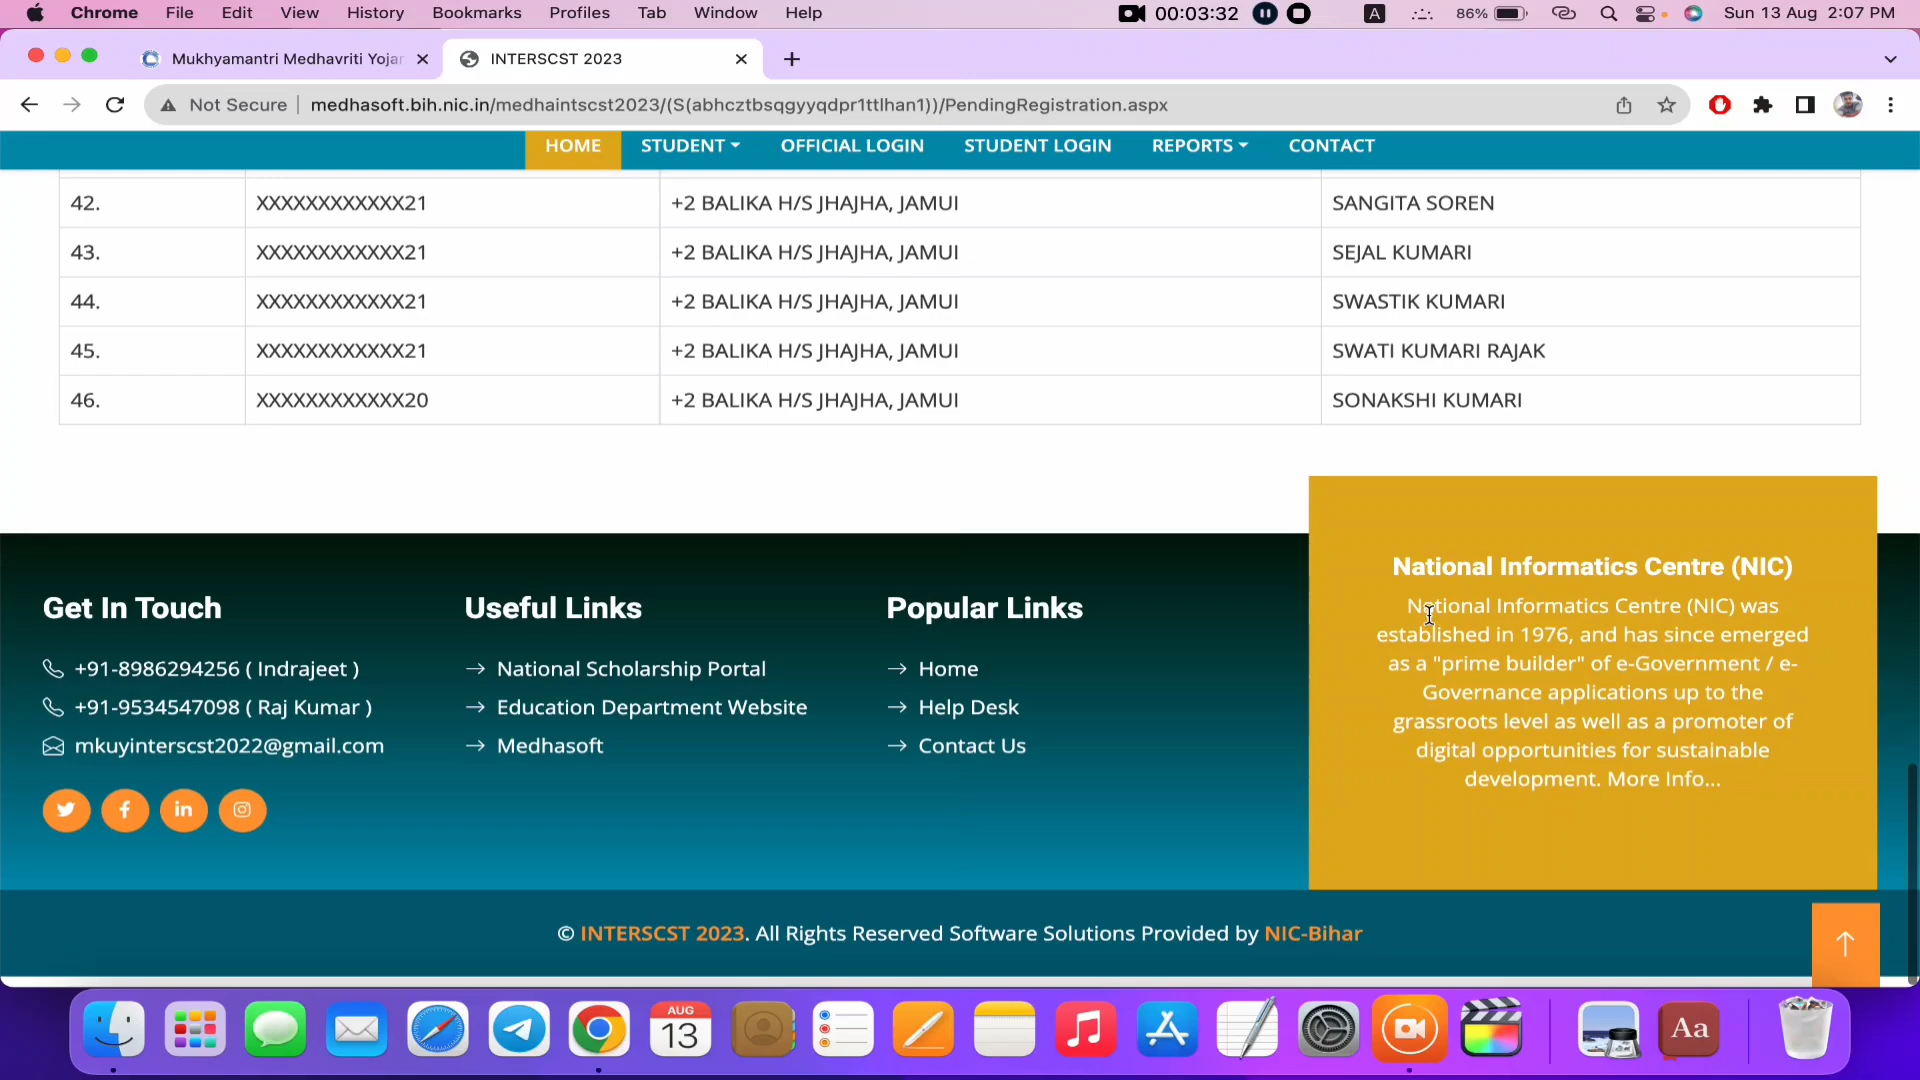 Chrome File Edit View History Bookmarks Profiles Tab Window Help 00:03:32 A 86% Sun 13 Aug 2:07 PM
Mukhyamantri Medhavriti Yojar INTERSCST 2023
Not Secure medhasoft.bih.nic.in/medhaintscst2023/(S(abhcztbsqgyyqdpr1ttlhan1))/PendingRegistration.aspx
HOME STUDENT OFFICIAL LOGIN STUDENT LOGIN REPORTS CONTACT
42. XXXXXXXXXXXX21 +2 BALIKA H/S JHAJHA, JAMUI SANGITA SOREN
43. XXXXXXXXXXXX21 +2 BALIKA H/S JHAJHA, JAMUI SEJAL KUMARI
44. XXXXXXXXXXXX21 +2 BALIKA H/S JHAJHA, JAMUI SWASTIK KUMARI
45. XXXXXXXXXXXX21 +2 BALIKA H/S JHAJHA, JAMUI SWATI KUMARI RAJAK
46. XXXXXXXXXXXX20 +2 BALIKA H/S JHAJHA, JAMUI SONAKSHI KUMARI
Get In Touch
+91-8986294256 ( Indrajeet )
+91-9534547098 ( Raj Kumar )
mkuyinterscst2022@gmail.com
Useful Links
National Scholarship Portal
Education Department Website
Medhasoft
Popular Links
Home
Help Desk
Contact Us
National Informatics Centre (NIC)
National Informatics Centre (NIC) was
established in 1976, and has since emerged
as a "prime builder" of e-Government / e-
Governance applications up to the
grassroots level as well as a promoter of
digital opportunities for sustainable
development. More Info...
© INTERSCST 2023. All Rights Reserved Software Solutions Provided by NIC-Bihar
AUG
13
Aa